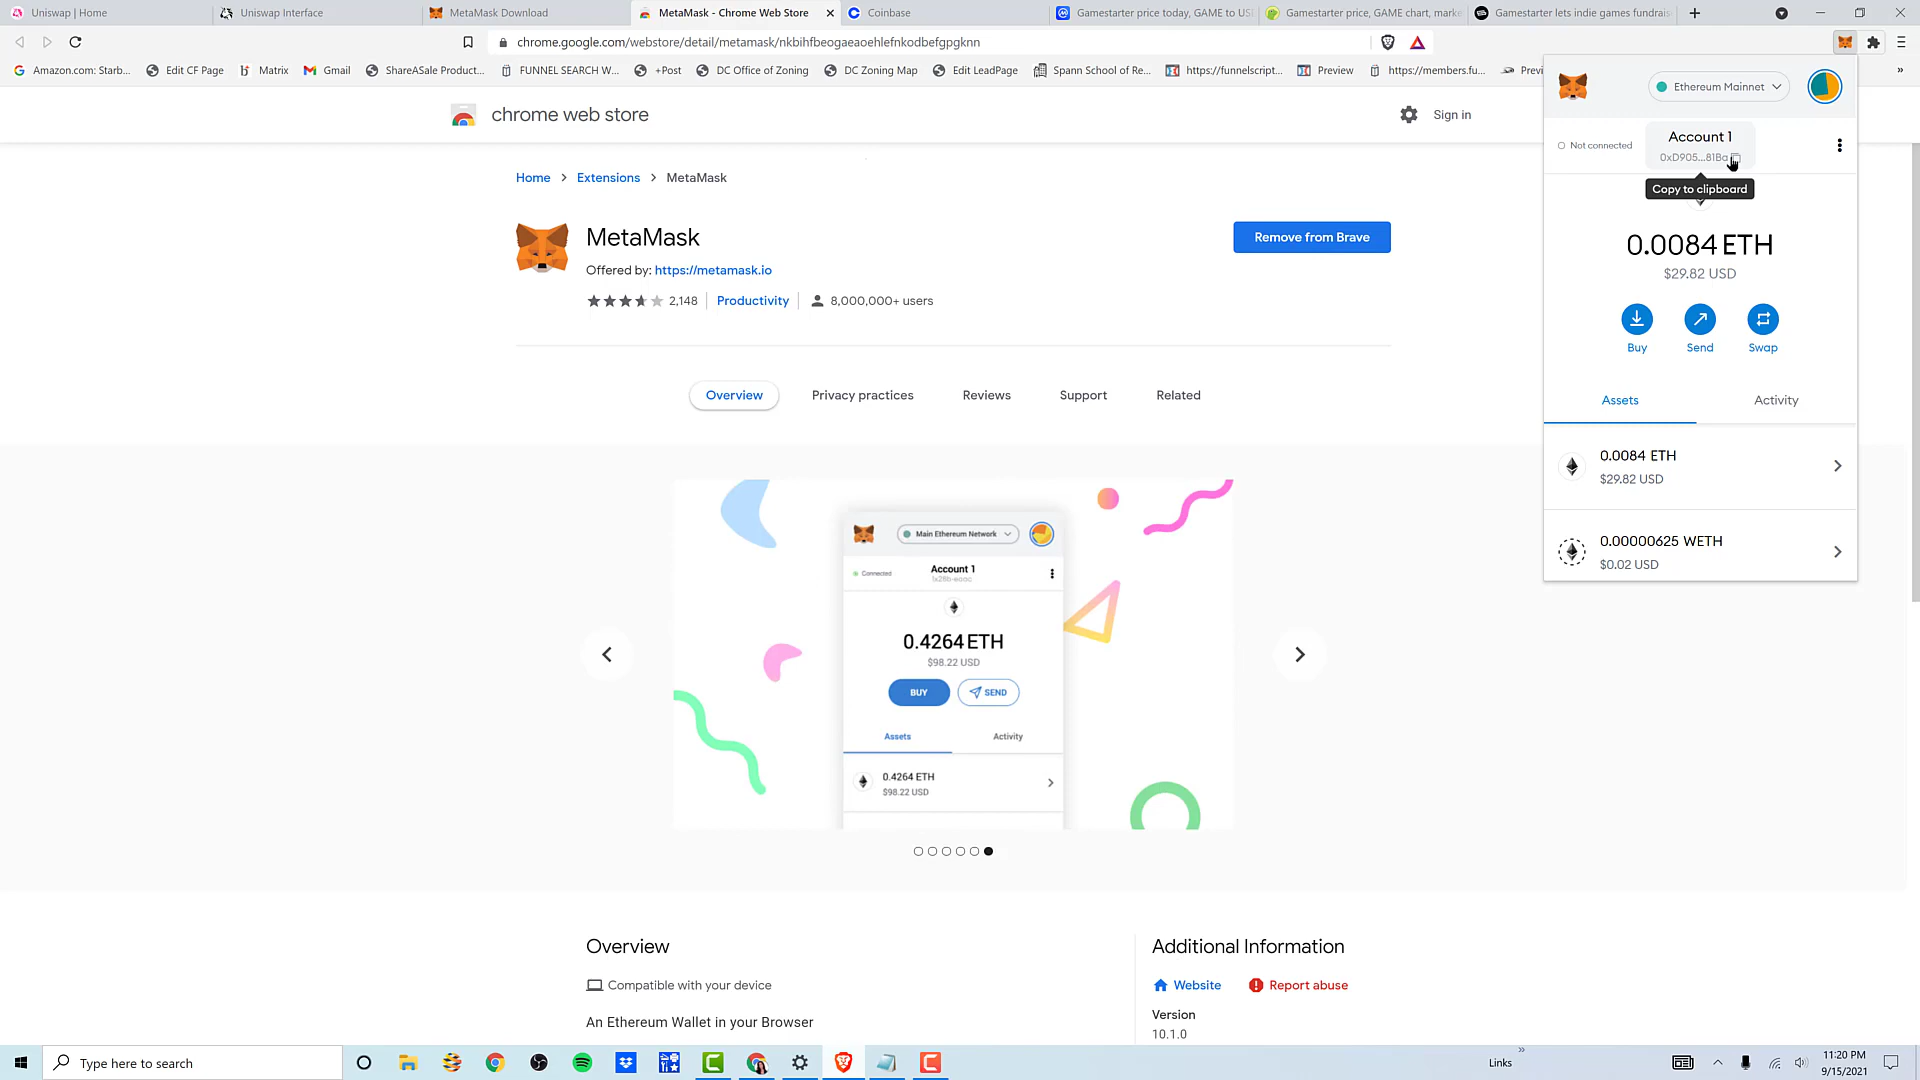 Uniswap | Home
Uniswap Interface
MetaMask Download
MetaMask - Chrome Web Store
Coinbase
Gamestarter price today, GAME to US
Gamestarter price, GAME chart, marke
Gamestarter lets indie games fundrais
chrome.google.com/webstore/detail/metamask/nkbihfbeogaeaoehlefnkodbefgpgknn
Amazon.com: Starb...
Edit CF Page
Matrix
Gmail
ShareASale Product...
FUNNEL SEARCH W...
+Post
DC Office of Zoning
DC Zoning Map
Edit LeadPage
Spann School of Re...
https://funnelscript...
Preview
https://members.fu...
Previ
»
chrome web store
Sign in
Home > Extensions > MetaMask
MetaMask
Offered by: https://metamask.io
2,148
Productivity
8,000,000+ users
Remove from Brave
Overview
Privacy practices
Reviews
Support
Related
Main Ethereum Network
Connected
Account 1
0.4264 ETH
$98.22 USD
BUY
SEND
Assets
Activity
0.4264 ETH
$98.22 USD
Overview
Compatible with your device
An Ethereum Wallet in your Browser
Additional Information
Website
Report abuse
Version
10.1.0
Ethereum Mainnet
Not connected
Account 1
0xD905...81Ba
Copy to clipboard
0.0084 ETH
$29.82 USD
Buy
Send
Swap
Assets
Activity
0.0084 ETH
$29.82 USD
0.00000625 WETH
$0.02 USD
Type here to search
Links
»
11:20 PM
9/15/2021